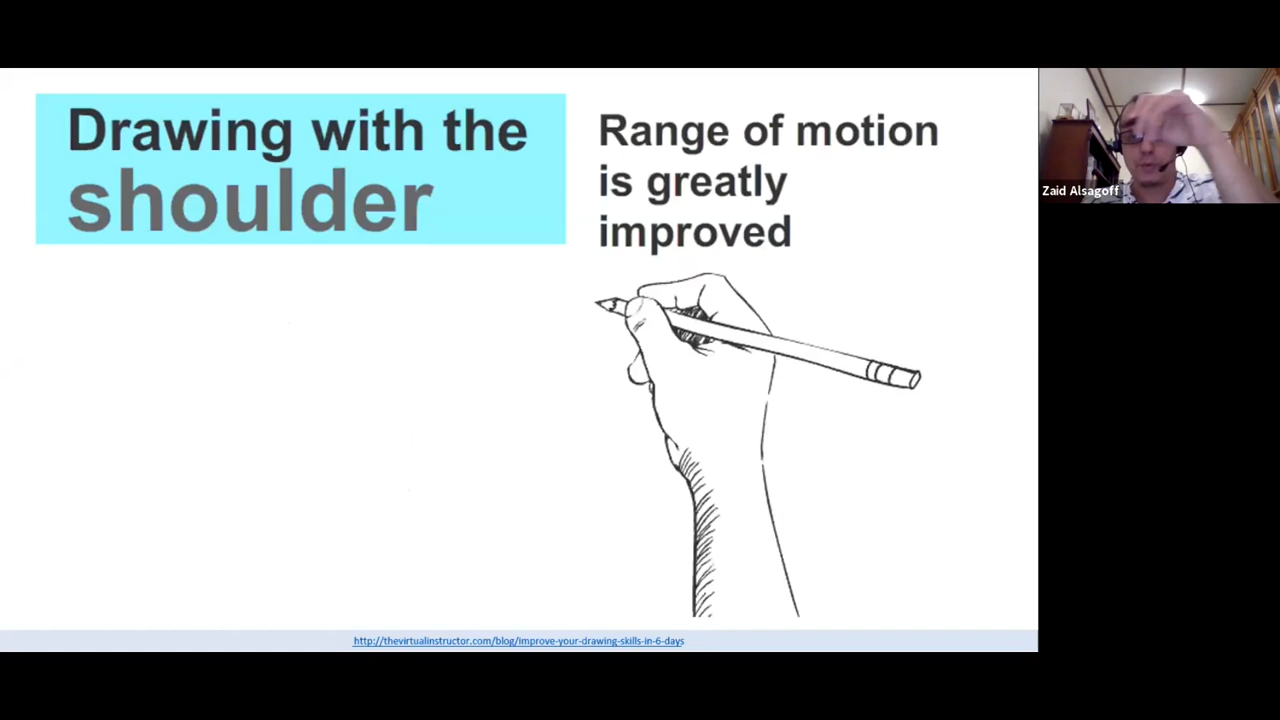 Drawing with the
shoulder
Range of motion
is greatly
improved
Zaid Alsagoff
http://thevirtualinstructor.com/blog/improve-your-drawing-skills-in-6-days